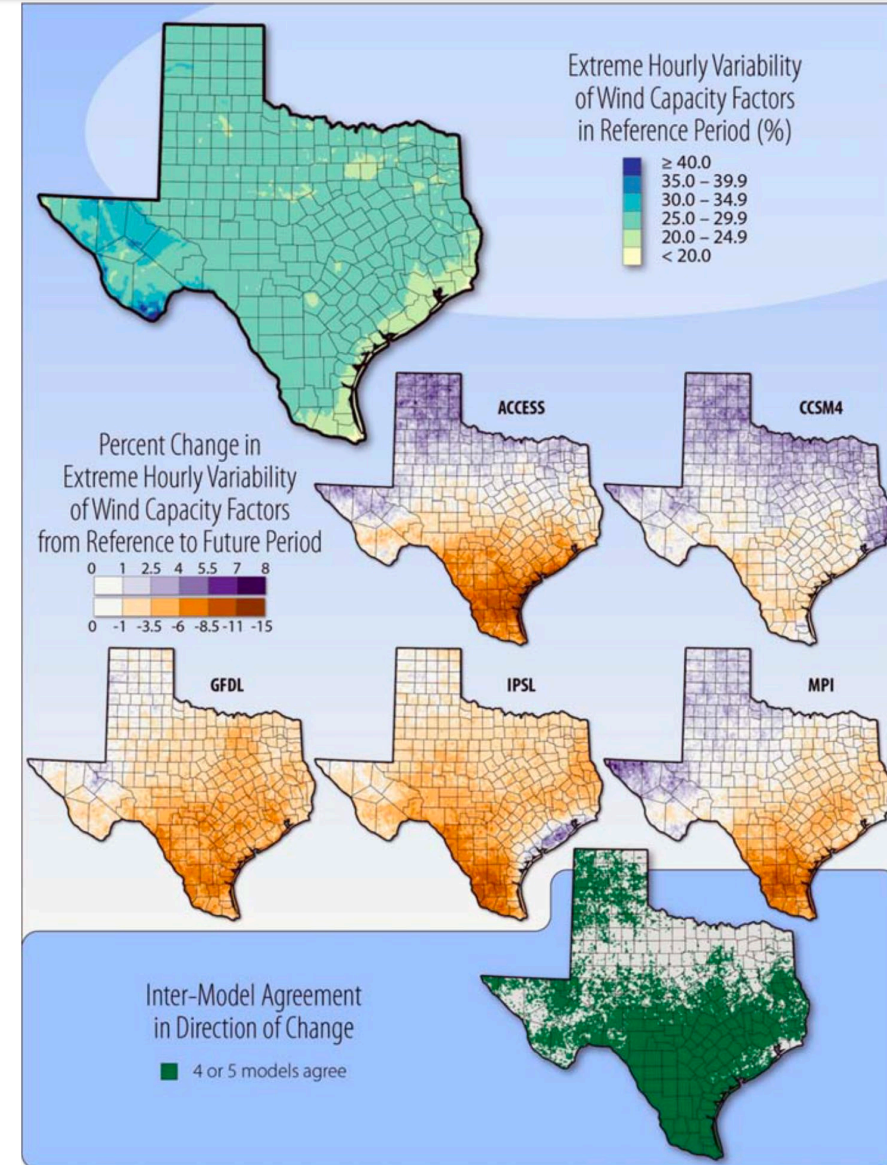 Extreme Hourly Variability
of Wind Capacity Factors
in Reference Period (%)
≥ 40.0
35.0 – 39.9
30.0 – 34.9
25.0 – 29.9
20.0 – 24.9
< 20.0
Percent Change in
Extreme Hourly Variability
of Wind Capacity Factors
from Reference to Future Period
0 1 2.5 4 5.5 7 8
0 -1 -3.5 -6 -8.5 -11 -15
ACCESS
CCSM4
GFDL
IPSL
MPI
Inter-Model Agreement
in Direction of Change
4 or 5 models agree